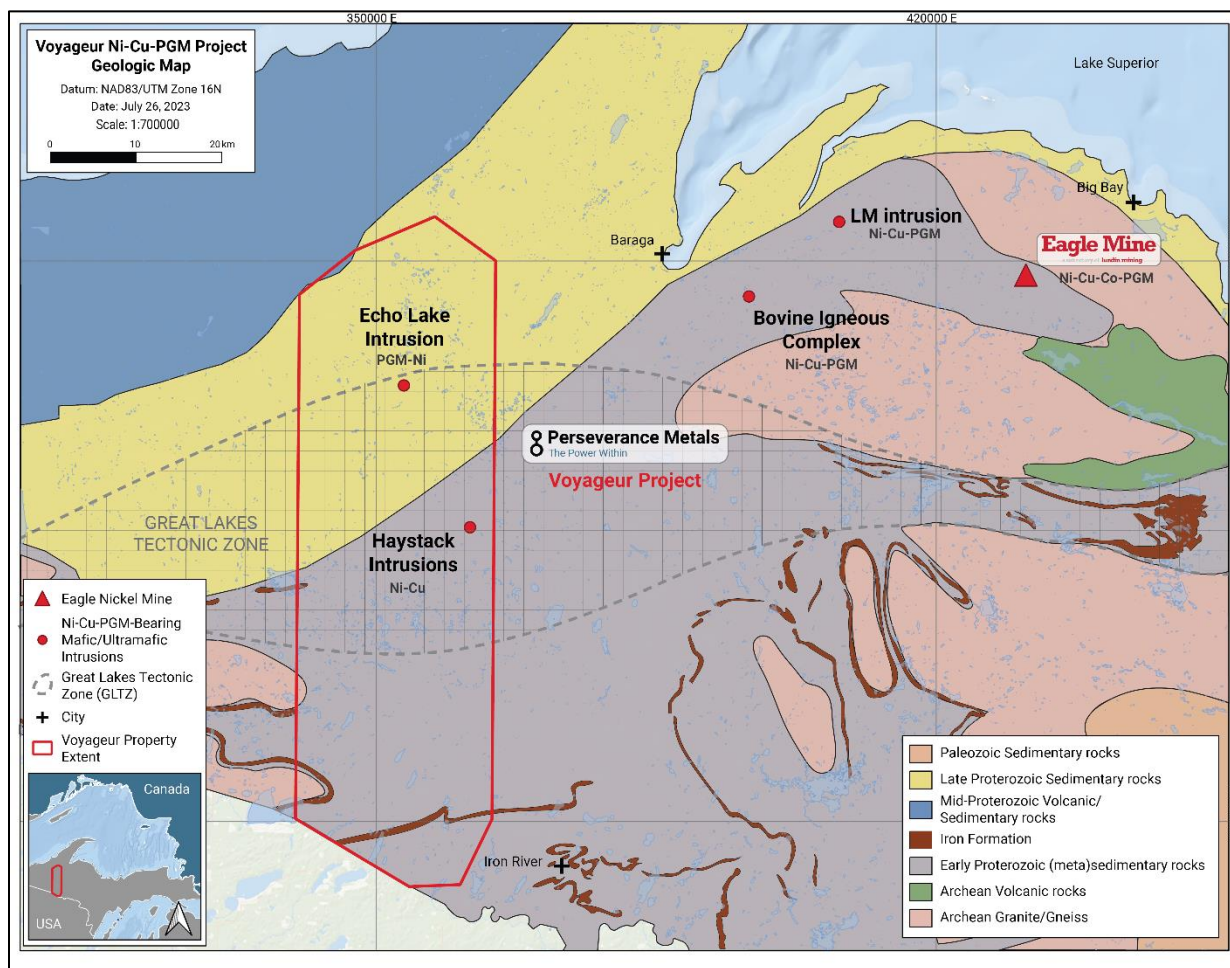 350000 E
420000 E
Voyageur Ni-Cu-PGM Project
Geologic Map
Datum: NAD83/UTM Zone 16N
Date: July 26, 2023
Scale: 1:700000
0 10 20 km
Lake Superior
Big Bay
LM intrusion
Ni-Cu-PGM
Baraga
Eagle Mine
lundin mining
Ni-Cu-Co-PGM
Echo Lake
Intrusion
PGM-Ni
Bovine Igneous
Complex
Ni-Cu-PGM
Perseverance Metals
The Power Within
Voyageur Project
GREAT LAKES
TECTONIC ZONE
Haystack
Intrusions
Ni-Cu
Eagle Nickel Mine
Ni-Cu-PGM-Bearing
Mafic/Ultramafic
Intrusions
Great Lakes Tectonic
Zone (GLTZ)
City
Voyageur Property
Extent
Canada
USA
Iron River
Paleozoic Sedimentary rocks
Late Proterozoic Sedimentary rocks
Mid-Proterozoic Volcanic/
Sedimentary rocks
Iron Formation
Early Proterozoic (meta)sedimentary rocks
Archean Volcanic rocks
Archean Granite/Gneiss